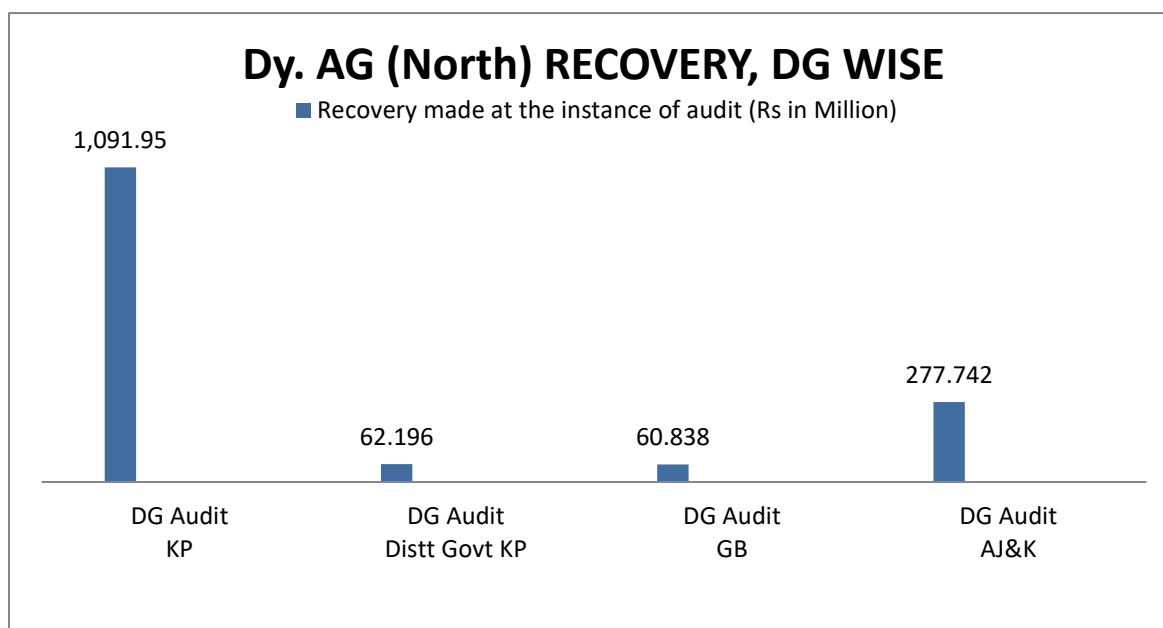 Dy. AG (North) RECOVERY, DG WISE
Recovery made at the instance of audit (Rs in Million)
1,091.95
62.196
60.838
277.742
DG Audit
KP
DG Audit
Distt Govt KP
DG Audit
GB
DG Audit
AJ&K